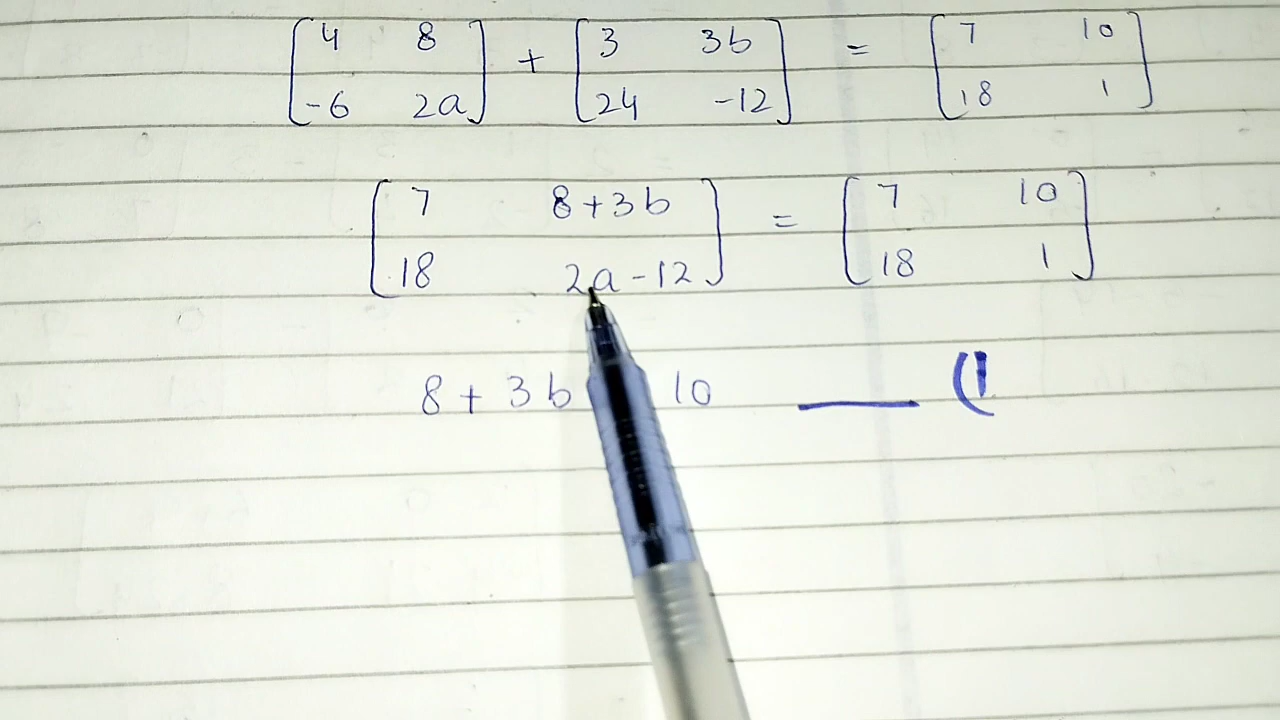 [4 8] + [3 3b] = [7 10]
[-6 2a] [24 -12] [18 1]
[7 8+3b] = [7 10]
[18 2a-12] [18 1]
8 + 3b 10 —— (1